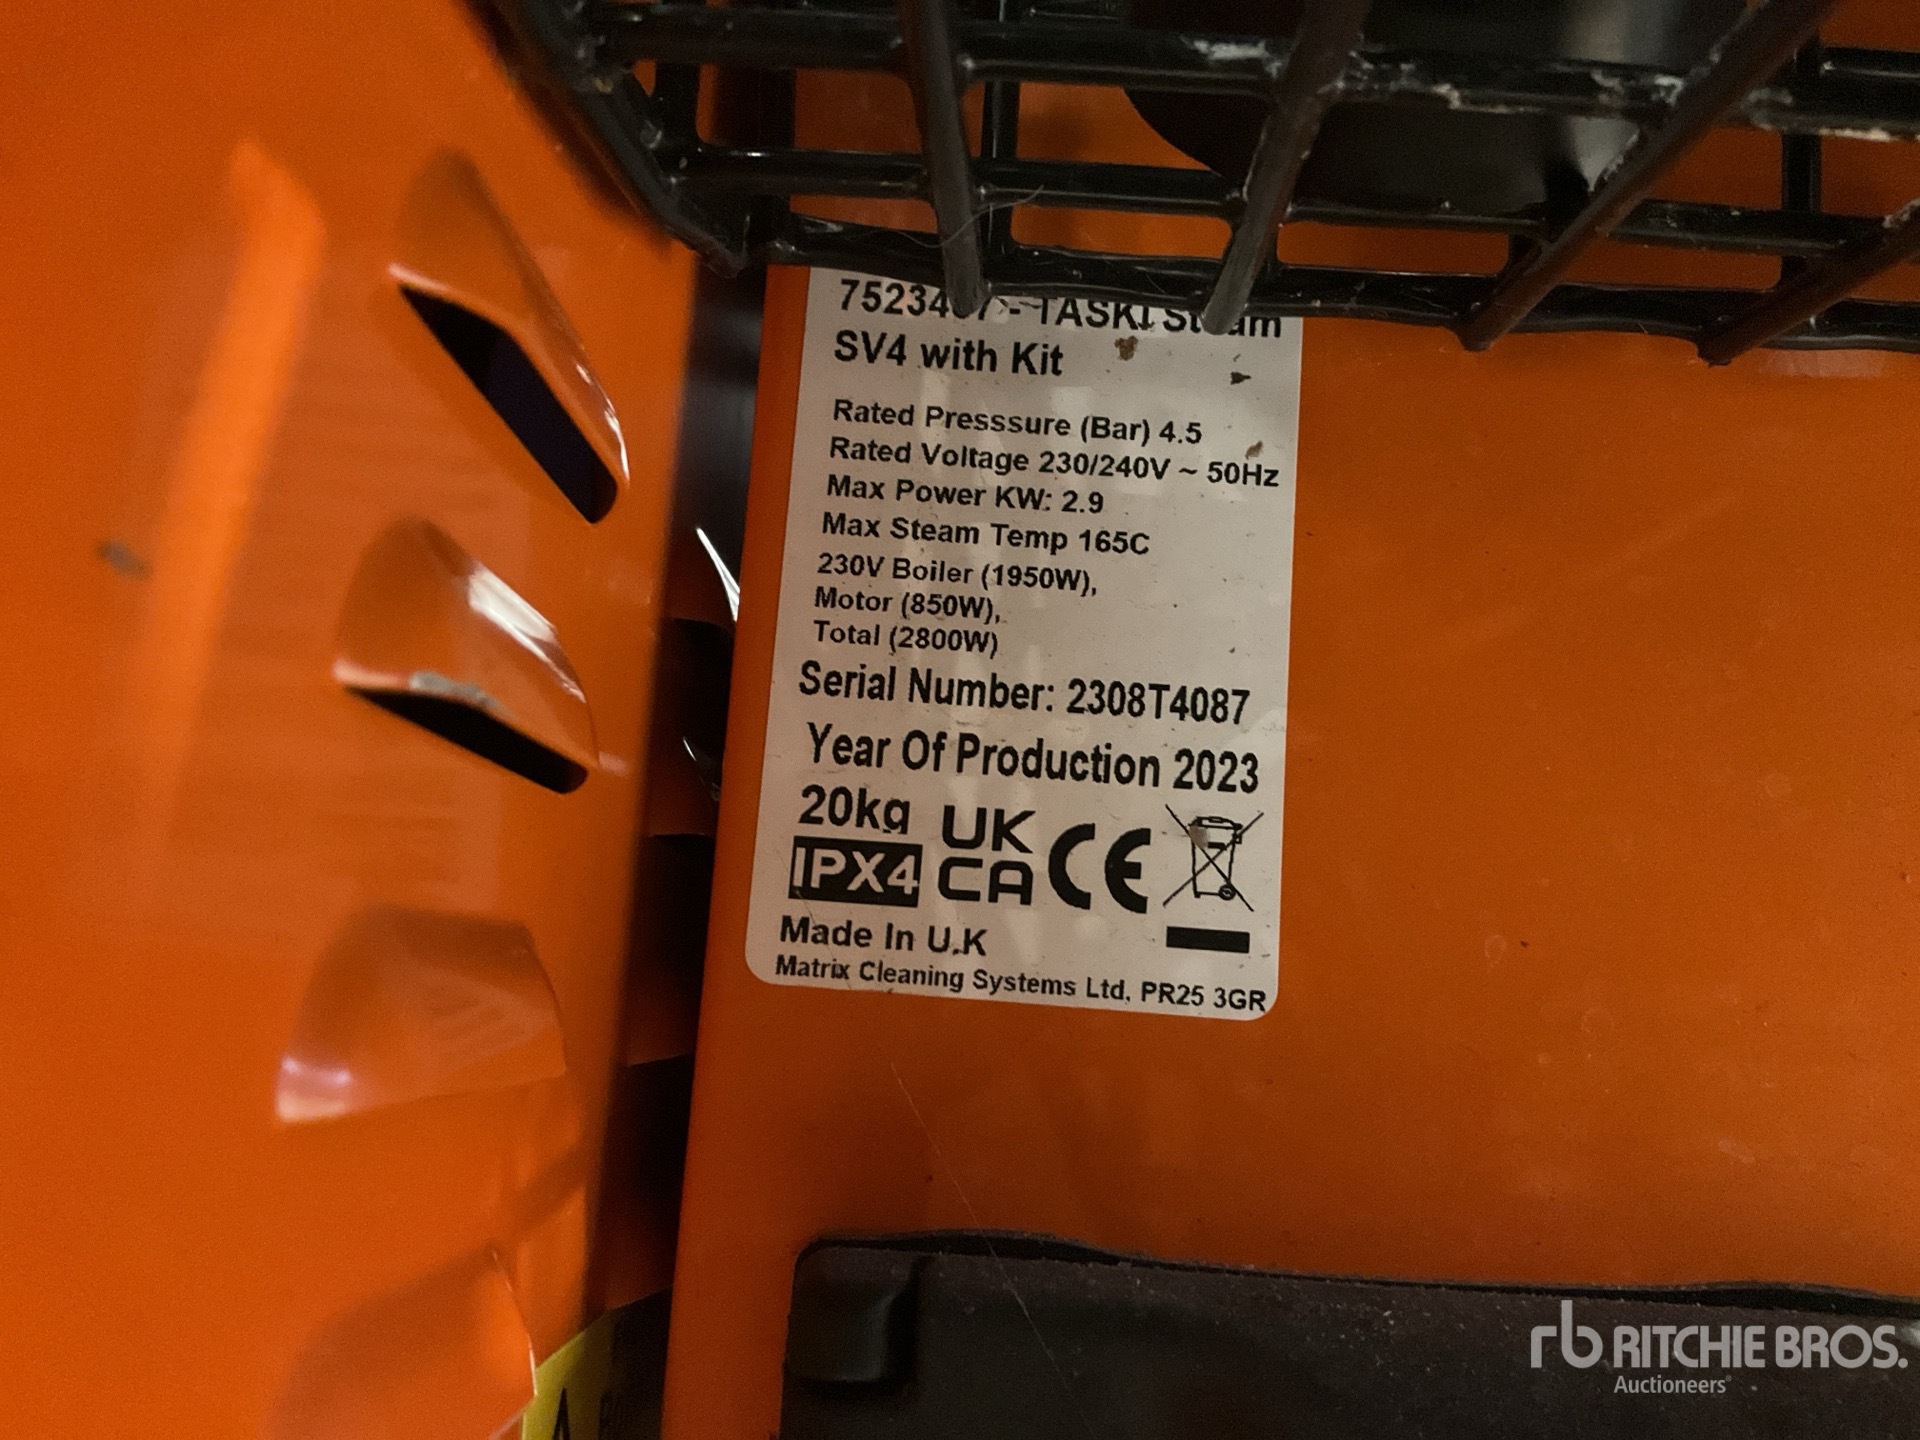 TASKI
SV4 with Kit
Rated Presssure (Bar) 4.5
Rated Voltage 230/240V ~ 50Hz
Max Power KW: 2.9
Max Steam Temp 165C
230V Boiler (1950W),
Motor (850W),
Total (2800W)
Serial Number: 2308T4087
Year Of Production 2023
20kg
IPX4
UK
CA
CE
Made In U.K
Matrix Cleaning Systems Ltd, PR25 3GR
rb RITCHIE BROS.
Auctioneers